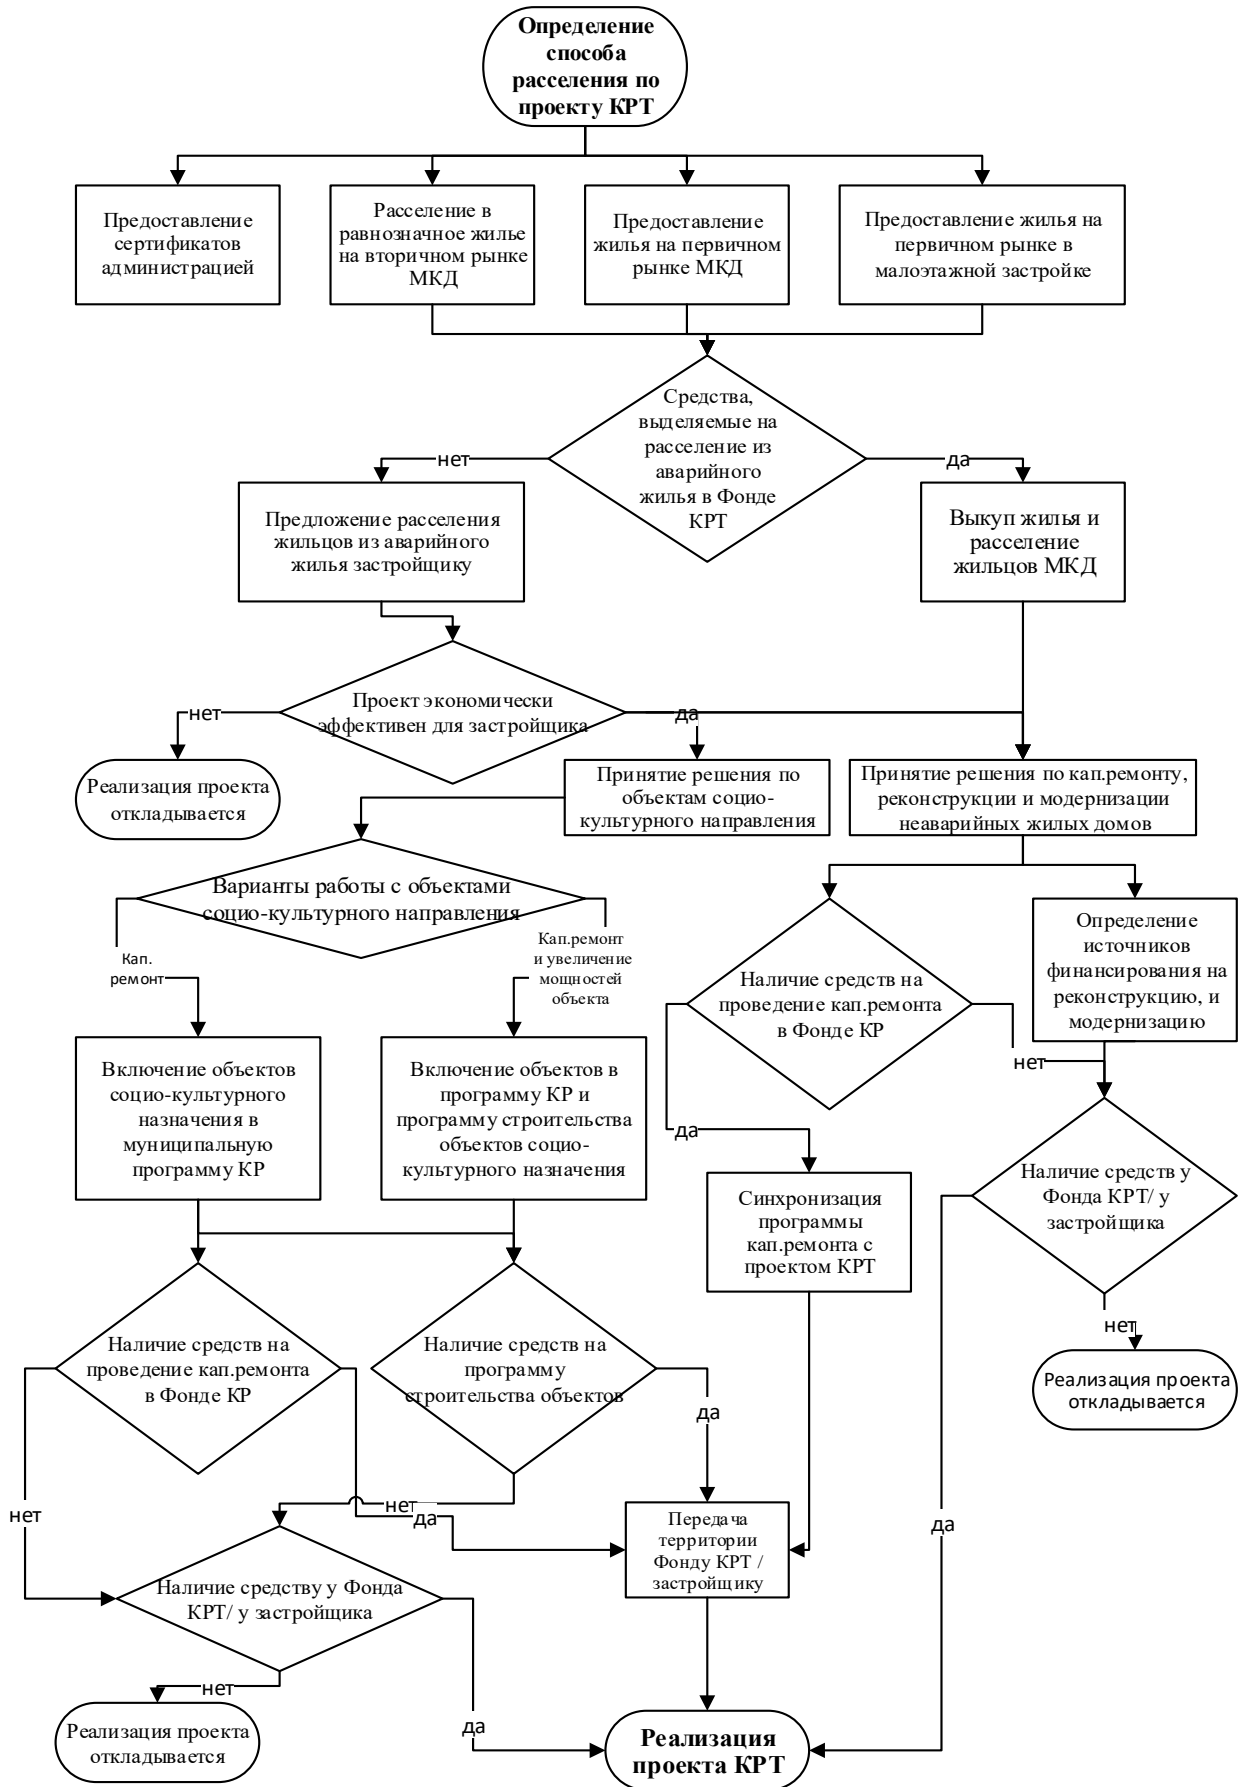 Определение
способа
расселения по
проекту КРТ
Предоставление
сертификатов
администрацией
Расселение в
равнозначное жилье
на вторичном рынке
МКД
Предоставление
жилья на первичном
рынке МКД
Предоставление жилья на
первичном рынке в
малоэтажной застройке
Средства,
выделяемые на
расселение из
аварийного
жилья в Фонде
КРТ
нет
да
Предложение расселения
жильцов из аварийного
жилья застройщику
Выкуп жилья и
расселение
жильцов МКД
Проект экономически
эффективен для застройщика
нет
да
Реализация проекта
откладывается
Принятие решения по
объектам социо-
культурного направления
Принятие решения по кап.ремонту,
реконструкции и модернизации
неаварийных жилых домов
Варианты работы с объектами
социо-культурного направления
Кап.
ремонт
Кап.ремонт
и увеличение
мощностей
объекта
Наличие средств на
проведение кап.ремонта
в Фонде КР
Определение
источников
финансирования на
реконструкцию, и
модернизацию
нет
да
Включение объектов
социо-культурного
назначения в
муниципальную
программу КР
Включение объектов в
программу КР и
программу строительства
объектов социо-
культурного назначения
Синхронизация
программы
кап.ремонта с
проектом КРТ
Наличие средств у
Фонда КРТ/ у
застройщика
нет
Реализация проекта
откладывается
Наличие средств на
проведение кап.ремонта
в Фонде КР
Наличие средств на
программу
строительства объектов
да
нет
нет
да
да
Передача
территории
Фонду КРТ /
застройщику
Наличие средству у Фонда
КРТ/ у застройщика
нет
да
Реализация проекта
откладывается
Реализация
проекта КРТ